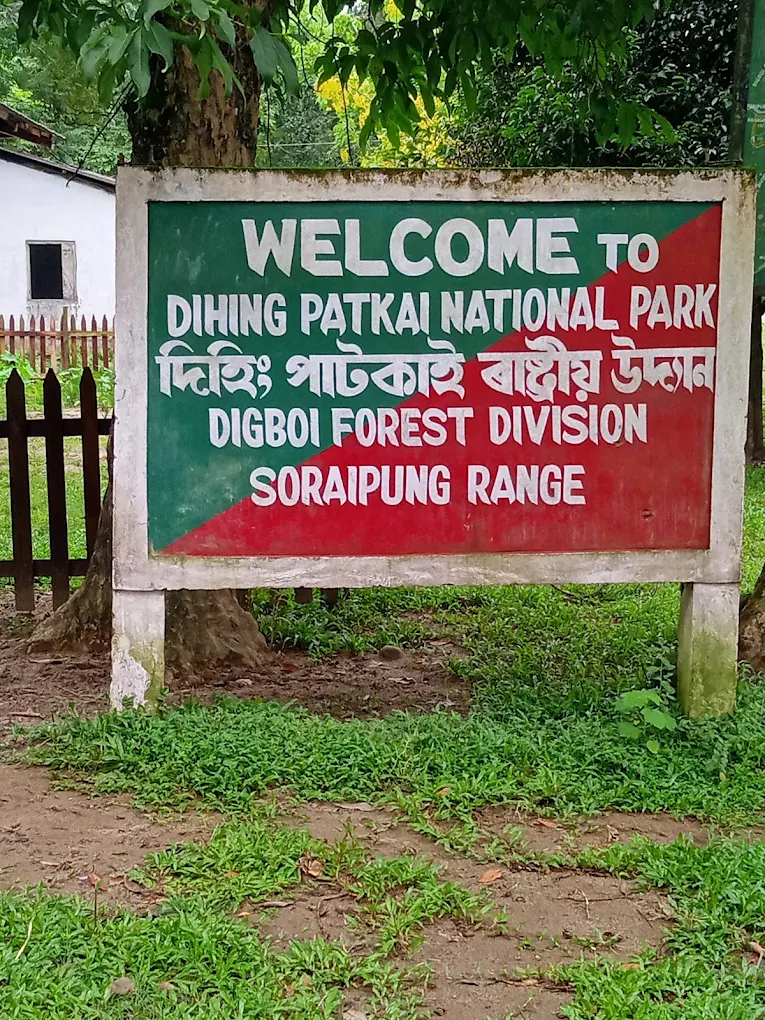 WELCOME TO
DIHING PATKAI NATIONAL PARK
দিহিং পাটকাই ৰাষ্ট্ৰীয় উদ্যান
DIGBOI FOREST DIVISION
SORAIPUNG RANGE